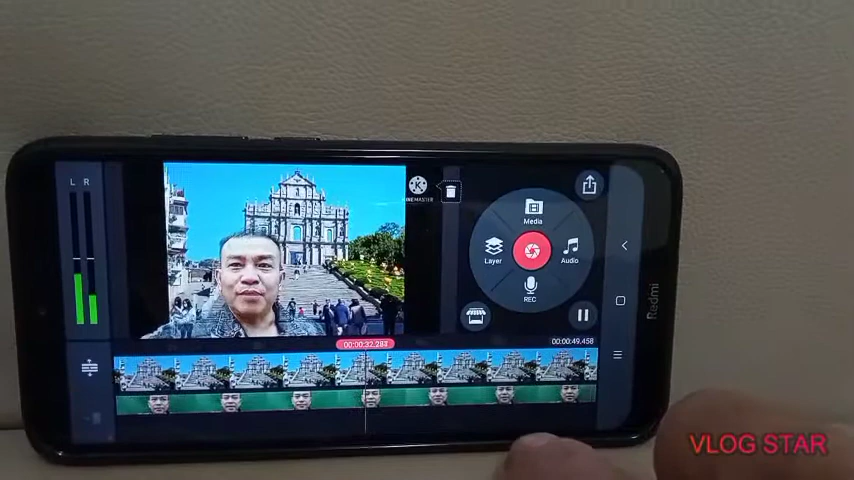 L R
KINEMASTER
Media
Layer
Audio
REC
00:00:32.283
00:00:49.458
Redmi
VLOG STAR